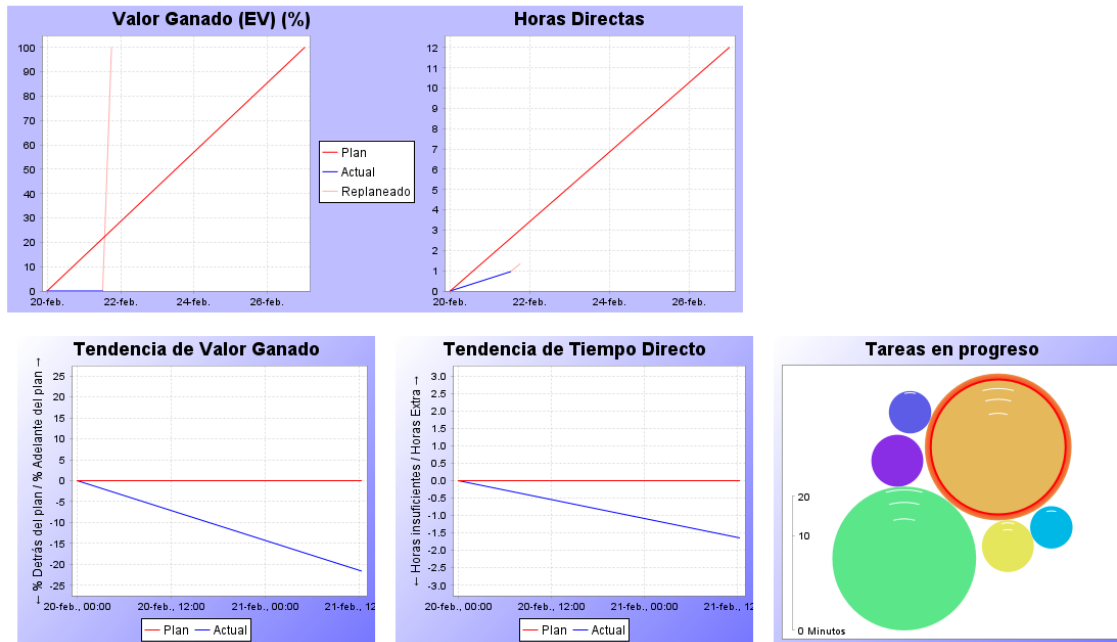 Valor Ganado (EV) (%)
100
90
80
70
60
50
40
30
20
10
0
20-feb.
22-feb.
24-feb.
26-feb.
Plan
Actual
Replaneado
Horas Directas
12
11
10
9
8
7
6
5
4
3
2
1
0
20-feb.
22-feb.
24-feb.
26-feb.
Tendencia de Valor Ganado
← % Detrás del plan / % Adelante del plan →
25
20
15
10
5
0
-5
-10
-15
-20
-25
20-feb., 00:00
20-feb., 12:00
21-feb., 00:00
21-feb., 12
Plan
Actual
Tendencia de Tiempo Directo
← Horas insuficientes / Horas Extra →
3.0
2.5
2.0
1.5
1.0
0.5
0.0
-0.5
-1.0
-1.5
-2.0
-2.5
-3.0
20-feb., 00:00
20-feb., 12:00
21-feb., 00:00
21-feb., 12
Plan
Actual
Tareas en progreso
20
10
0 Minutos